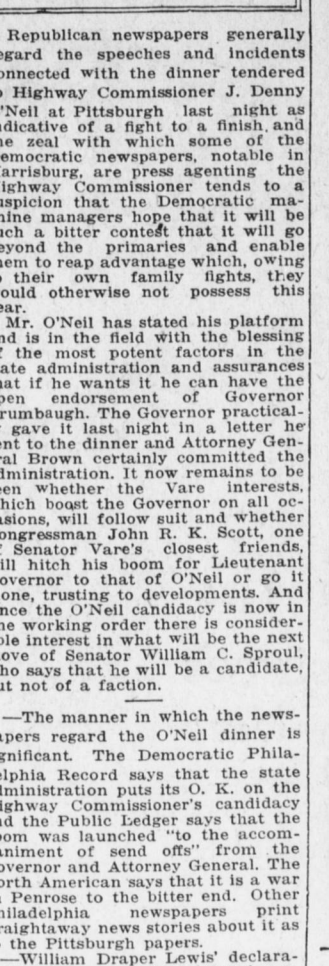 Republican newspapers generally
egard the speeches and incidents
onnected with the dinner tendered
o Highway Commissioner J. Denny
'Neil at Pittsburgh last night as
ndicative of a fight to a finish, and
he zeal with which some of the
emocratic newspapers, notable in
arrisburg, are press agenting the
ighway Commissioner tends to a
uspicion that the Democratic ma-
hine managers hope that it will be
uch a bitter contest that it will go
eyond the primaries and enable
hem to reap advantage which, owing
o their own family fights, they
ould otherwise not possess this
ear.
Mr. O'Neil has stated his platform
nd is in the field with the blessing
f the most potent factors in the
tate administration and assurances
hat if he wants it he can have the
pen endorsement of Governor
rumbaugh. The Governor practical-
y gave it last night in a letter he
ent to the dinner and Attorney Gen-
ral Brown certainly committed the
dministration. It now remains to be
een whether the Vare interests,
hich boost the Governor on all oc-
asions, will follow suit and whether
ongressman John R. K. Scott, one
f Senator Vare's closest friends,
ill hitch his boom for Lieutenant
overnor to that of O'Neil or go it
lone, trusting to developments. And
ince the O'Neil candidacy is now in
ne working order there is consider-
ble interest in what will be the next
ove of Senator William C. Sproul,
ho says that he will be a candidate,
ut not of a faction.
—The manner in which the news-
apers regard the O'Neil dinner is
gnificant. The Democratic Phila-
elphia Record says that the state
dministration puts its O. K. on the
ighway Commissioner's candidacy
nd the Public Ledger says that the
oom was launched "to the accom-
animent of send offs" from the
overnor and Attorney General. The
orth American says that it is a war
n Penrose to the bitter end. Other
hiladelphia newspapers print
raightaway news stories about it as
o the Pittsburgh papers.
—William Draper Lewis' declara-